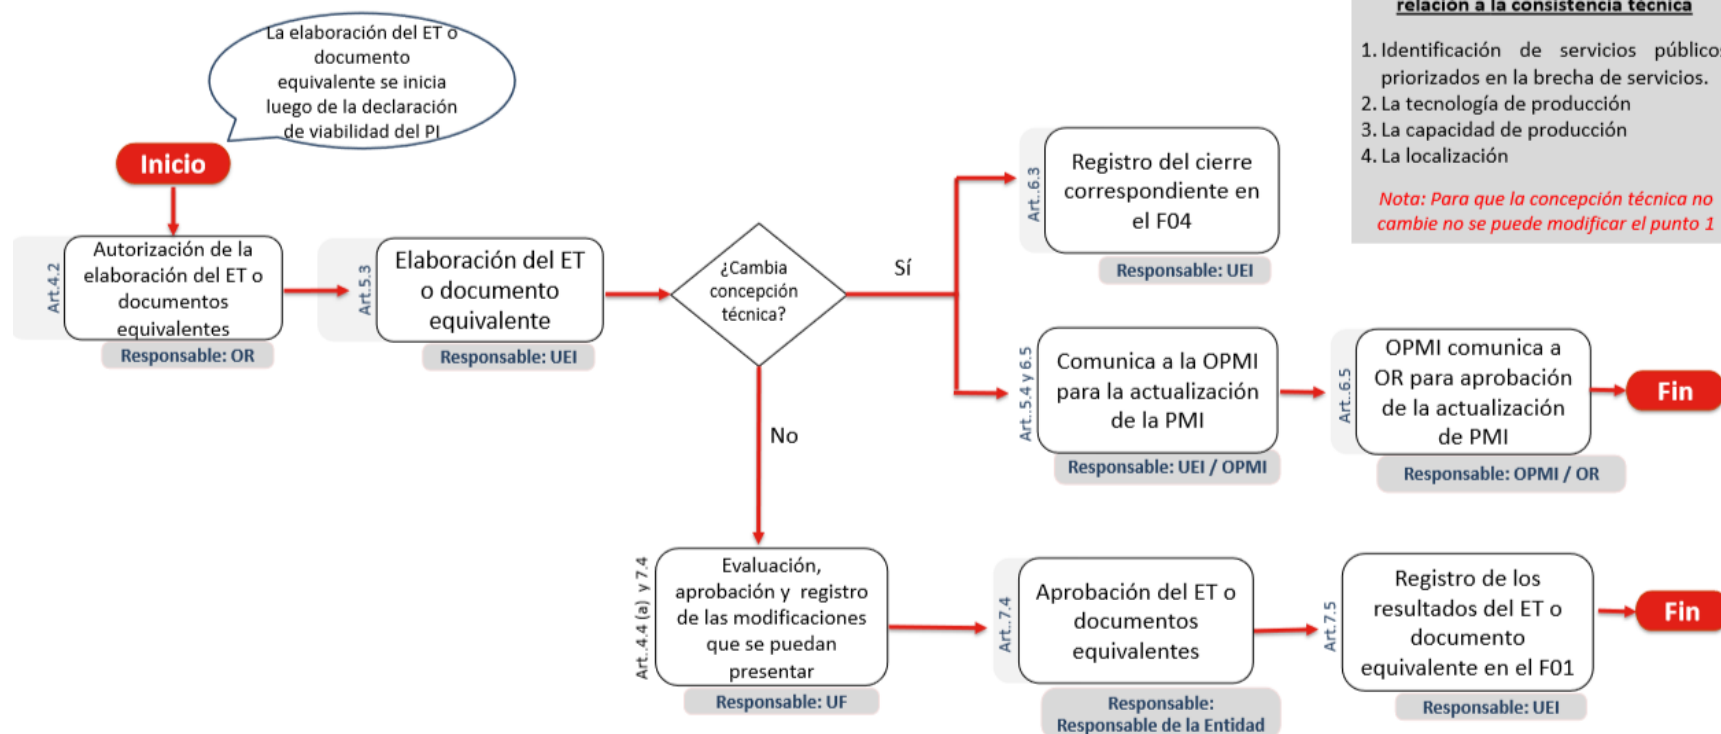 La elaboración del ET o
documento
equivalente se inicia
luego de la declaración
de viabilidad del PI
Inicio
Art.4.2
Autorización de la
elaboración del ET o
documentos
equivalentes
Responsable: OR
Art.5.3
Elaboración del ET
o documento
equivalente
Responsable: UEI
¿Cambia
concepción
técnica?
Sí
No
Art..6.3
Registro del cierre
correspondiente en
el F04
Responsable: UEI
Art..5.4 y 6.5
Comunica a la OPMI
para la actualización
de la PMI
Responsable: UEI / OPMI
Art..6.5
OPMI comunica a
OR para aprobación
de la actualización
de PMI
Responsable: OPMI / OR
Fin
relación a la consistencia técnica
1. Identificación de servicios público
priorizados en la brecha de servicios.
2. La tecnología de producción
3. La capacidad de producción
4. La localización
Nota: Para que la concepción técnica no
cambie no se puede modificar el punto 1
Art..4.4 (a) y 7.4
Evaluación,
aprobación y registro
de las modificaciones
que se puedan
presentar
Responsable: UF
Art..7.4
Aprobación del ET o
documentos
equivalentes
Responsable:
Responsable de la Entidad
Art.7.5
Registro de los
resultados del ET o
documento
equivalente en el F01
Responsable: UEI
Fin